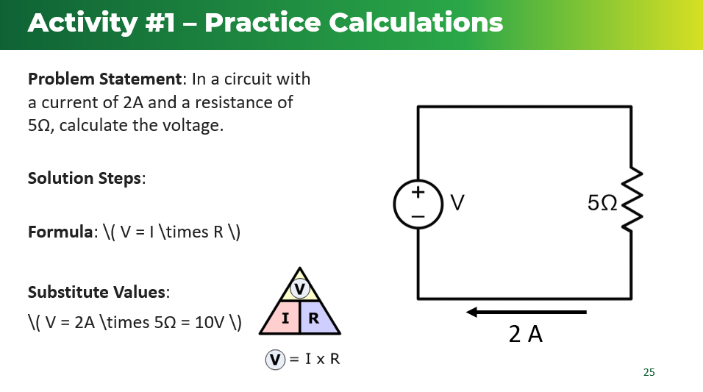 Activity #1 – Practice Calculations
Problem Statement: In a circuit with
a current of 2A and a resistance of
5Ω, calculate the voltage.
Solution Steps:
Formula: \( V = I \times R \)
Substitute Values:
\( V = 2A \times 5Ω = 10V \)
V
I R
V = I x R
+
–
V
5Ω
2 A
25